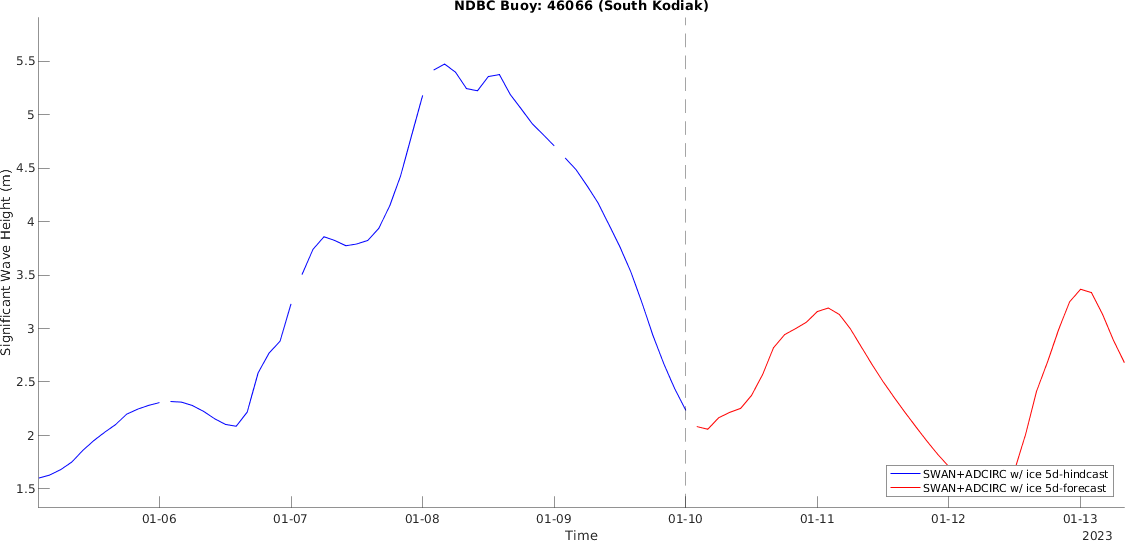 NDBC Buoy: 46066 (South Kodiak)
Significant Wave Height (m)
5.5
5
4.5
4
3.5
3
2.5
2
1.5
SWAN+ADCIRC w/ ice 5d-hindcast
SWAN+ADCIRC w/ ice 5d-forecast
01-06 01-07 01-08 01-09 01-10 01-11 01-12 01-13
Time
2023